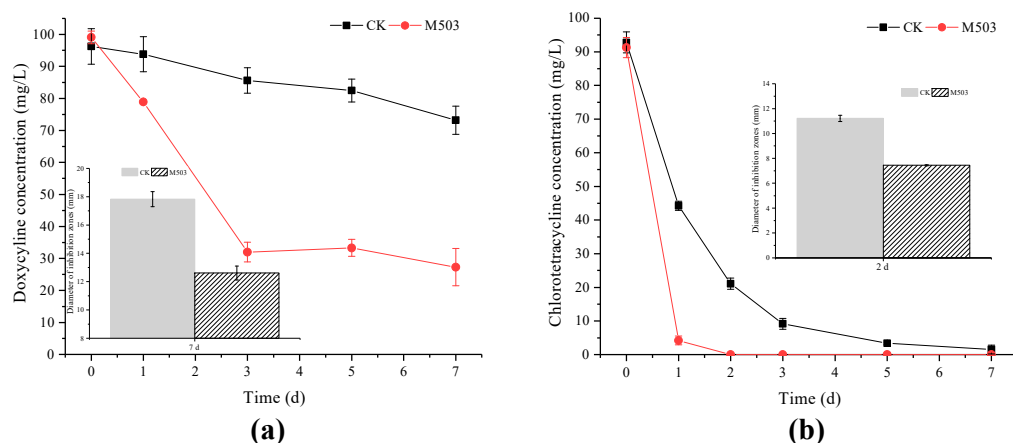 CK M503
Doxycyline concentration (mg/L)
100
90
80
70
60
50
40
30
20
10
0
CK M503
Diameter of inhibition zones (mm)
20
18
16
14
12
10
8
7 d
0 1 2 3 4 5 6 7
Time (d)
(a)
CK M503
Chlorotetracycline concentration (mg/L)
100
90
80
70
60
50
40
30
20
10
0
CK M503
Diameter of inhibition zones (mm)
14
12
10
8
6
4
2
0
2 d
0 1 2 3 4 5 6 7
Time (d)
(b)